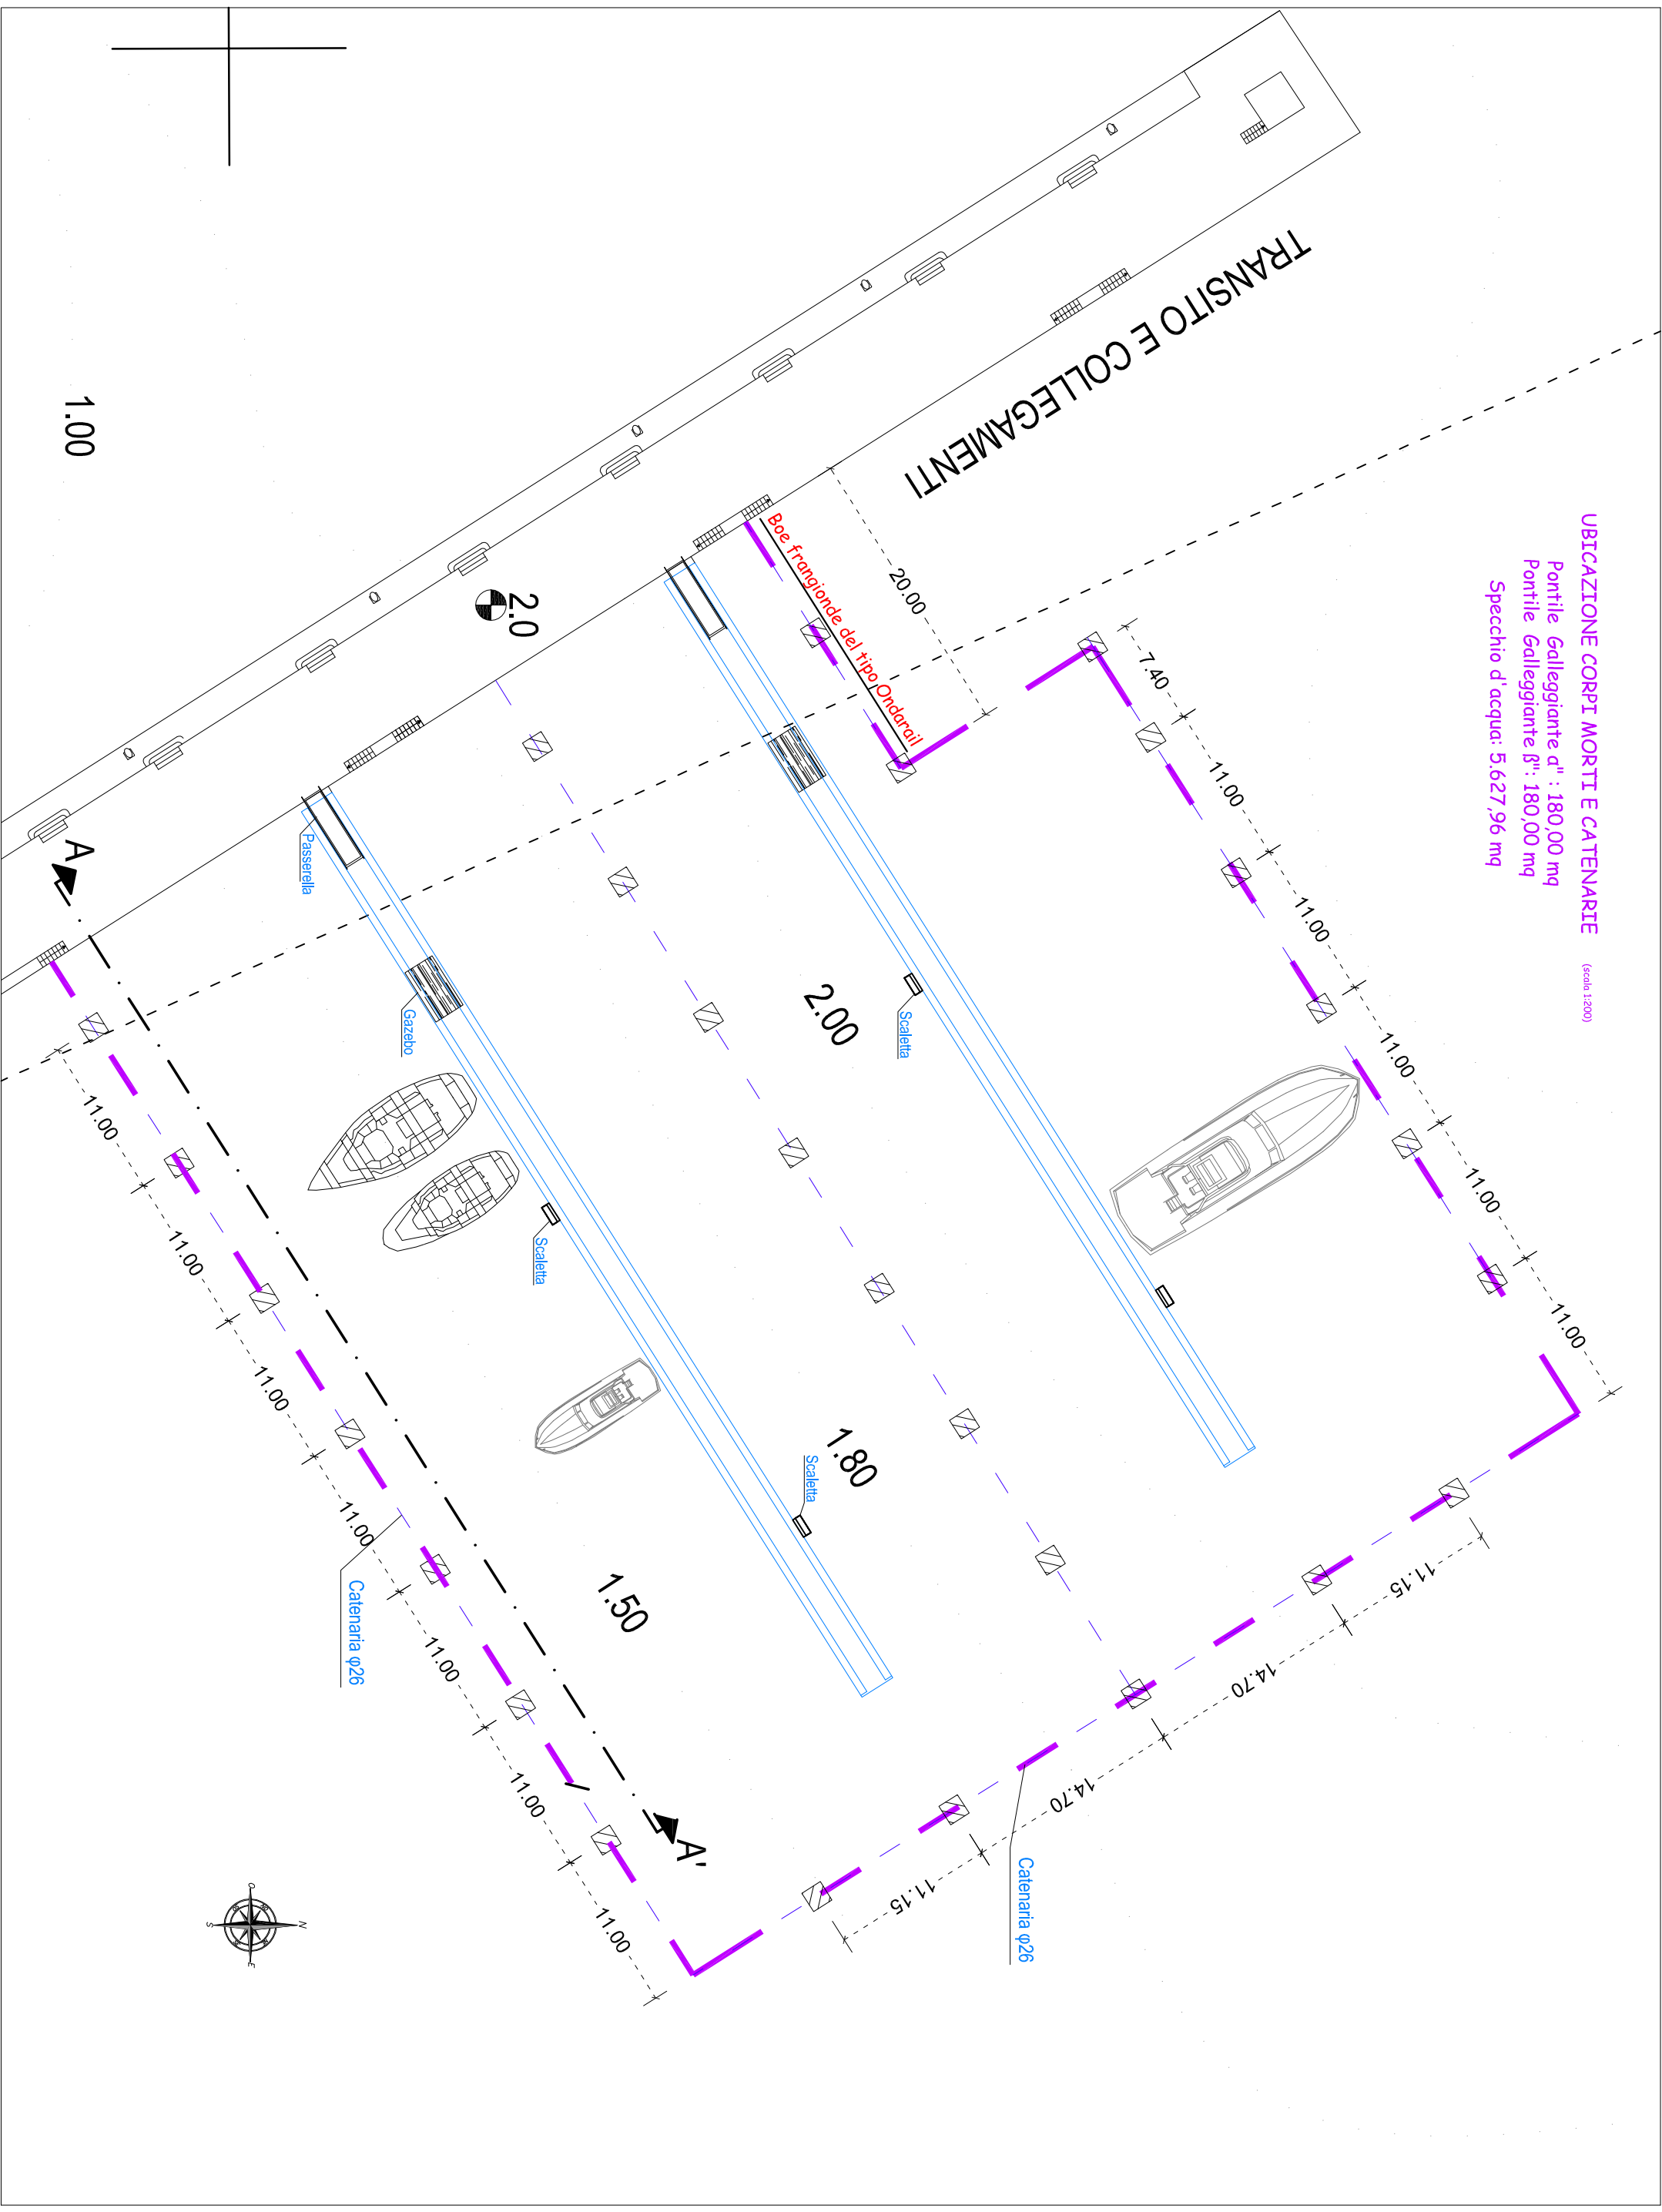 UBICAZIONE CORPI MORTI E CATENARIE (scala 1:200)
Pontile Galleggiante α" : 180,00 mq
Pontile Galleggiante β": 180,00 mq
Specchio d'acqua: 5.627,96 mq
TRANSITO E COLLEGAMENTI
20.00
Boe frangionde del tipo Ondarail
7.40
11.00
11.00
11.00
11.00
11.00
11.15
14.70
14.70
11.15
Catenaria φ26
2.0
1.00
2.00
1.80
1.50
Scaletta
Scaletta
Scaletta
Passerella
Gazebo
A
A'
11.00
11.00
11.00
11.00
11.00
11.00
11.00
Catenaria φ26
N
E
S
O